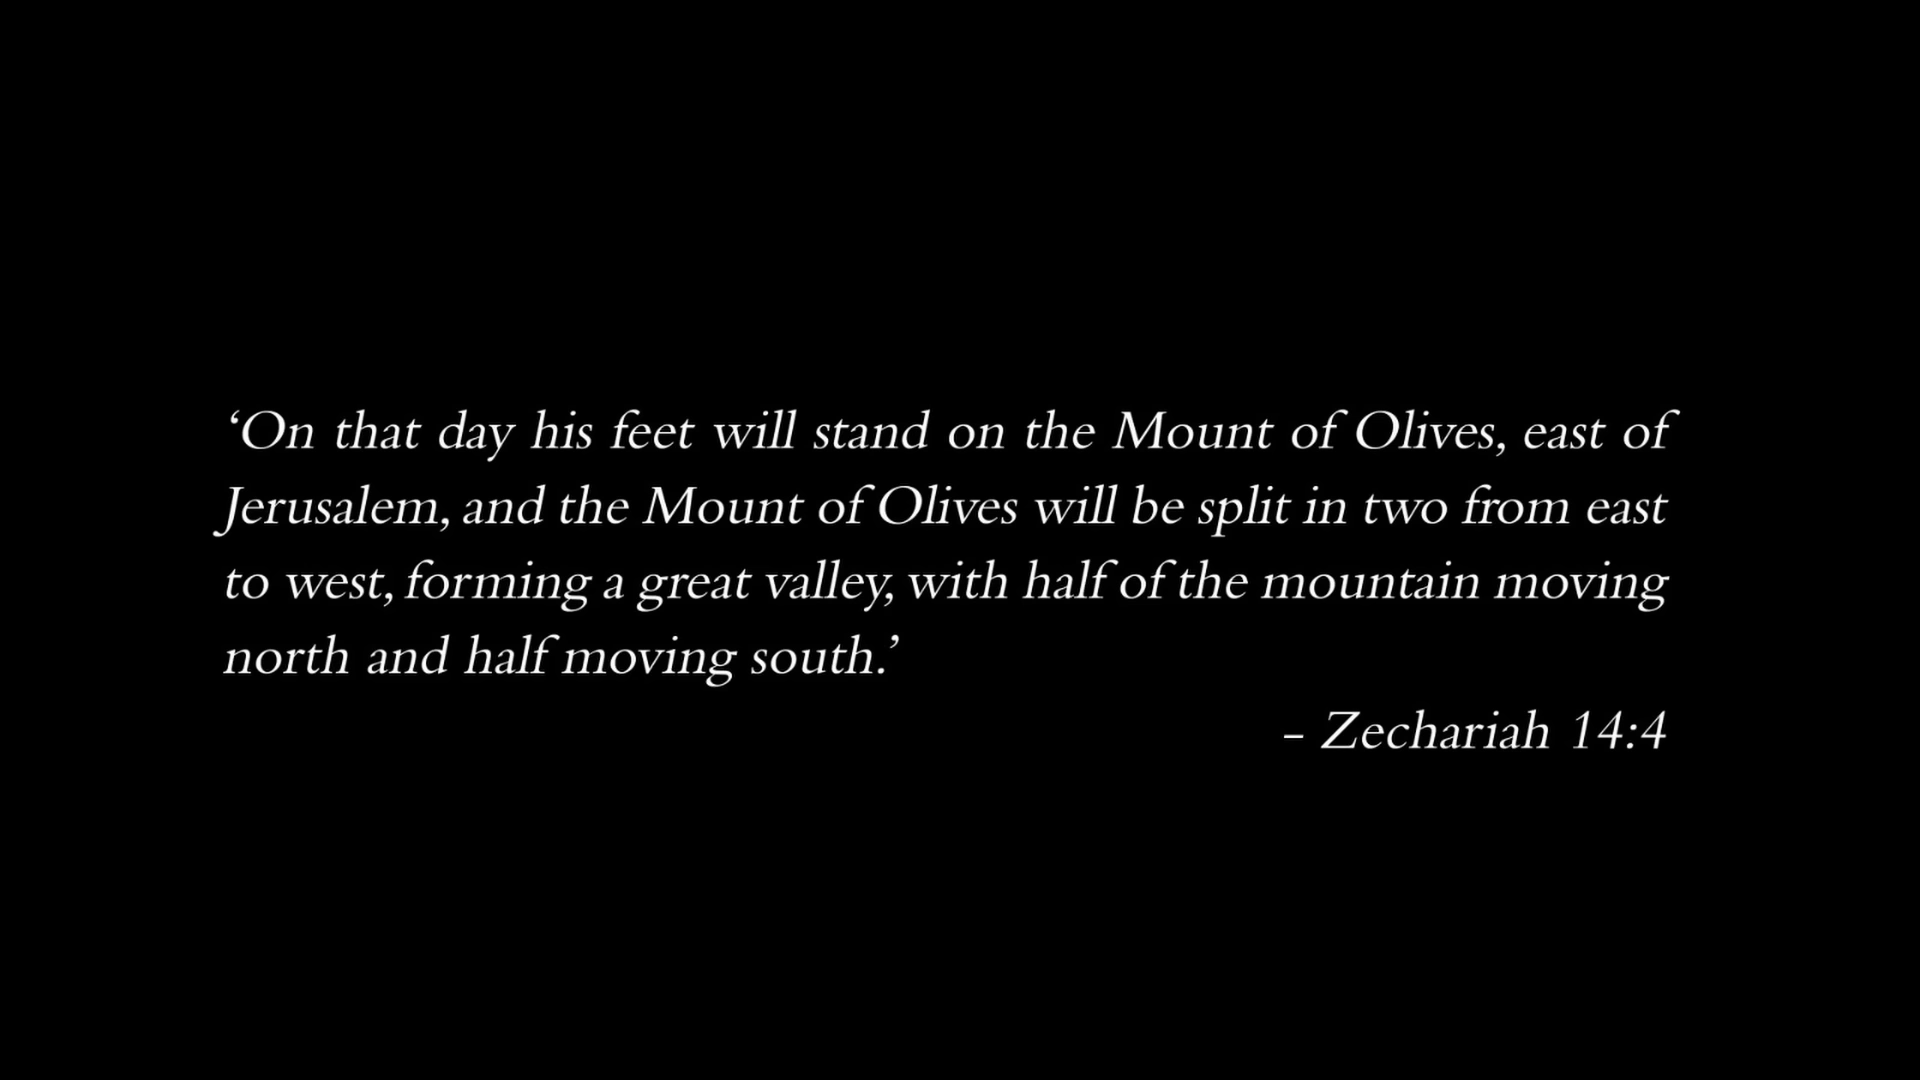 ‘On that day his feet will stand on the Mount of Olives, east of
Jerusalem, and the Mount of Olives will be split in two from east
to west, forming a great valley, with half of the mountain moving
north and half moving south.’
– Zechariah 14:4